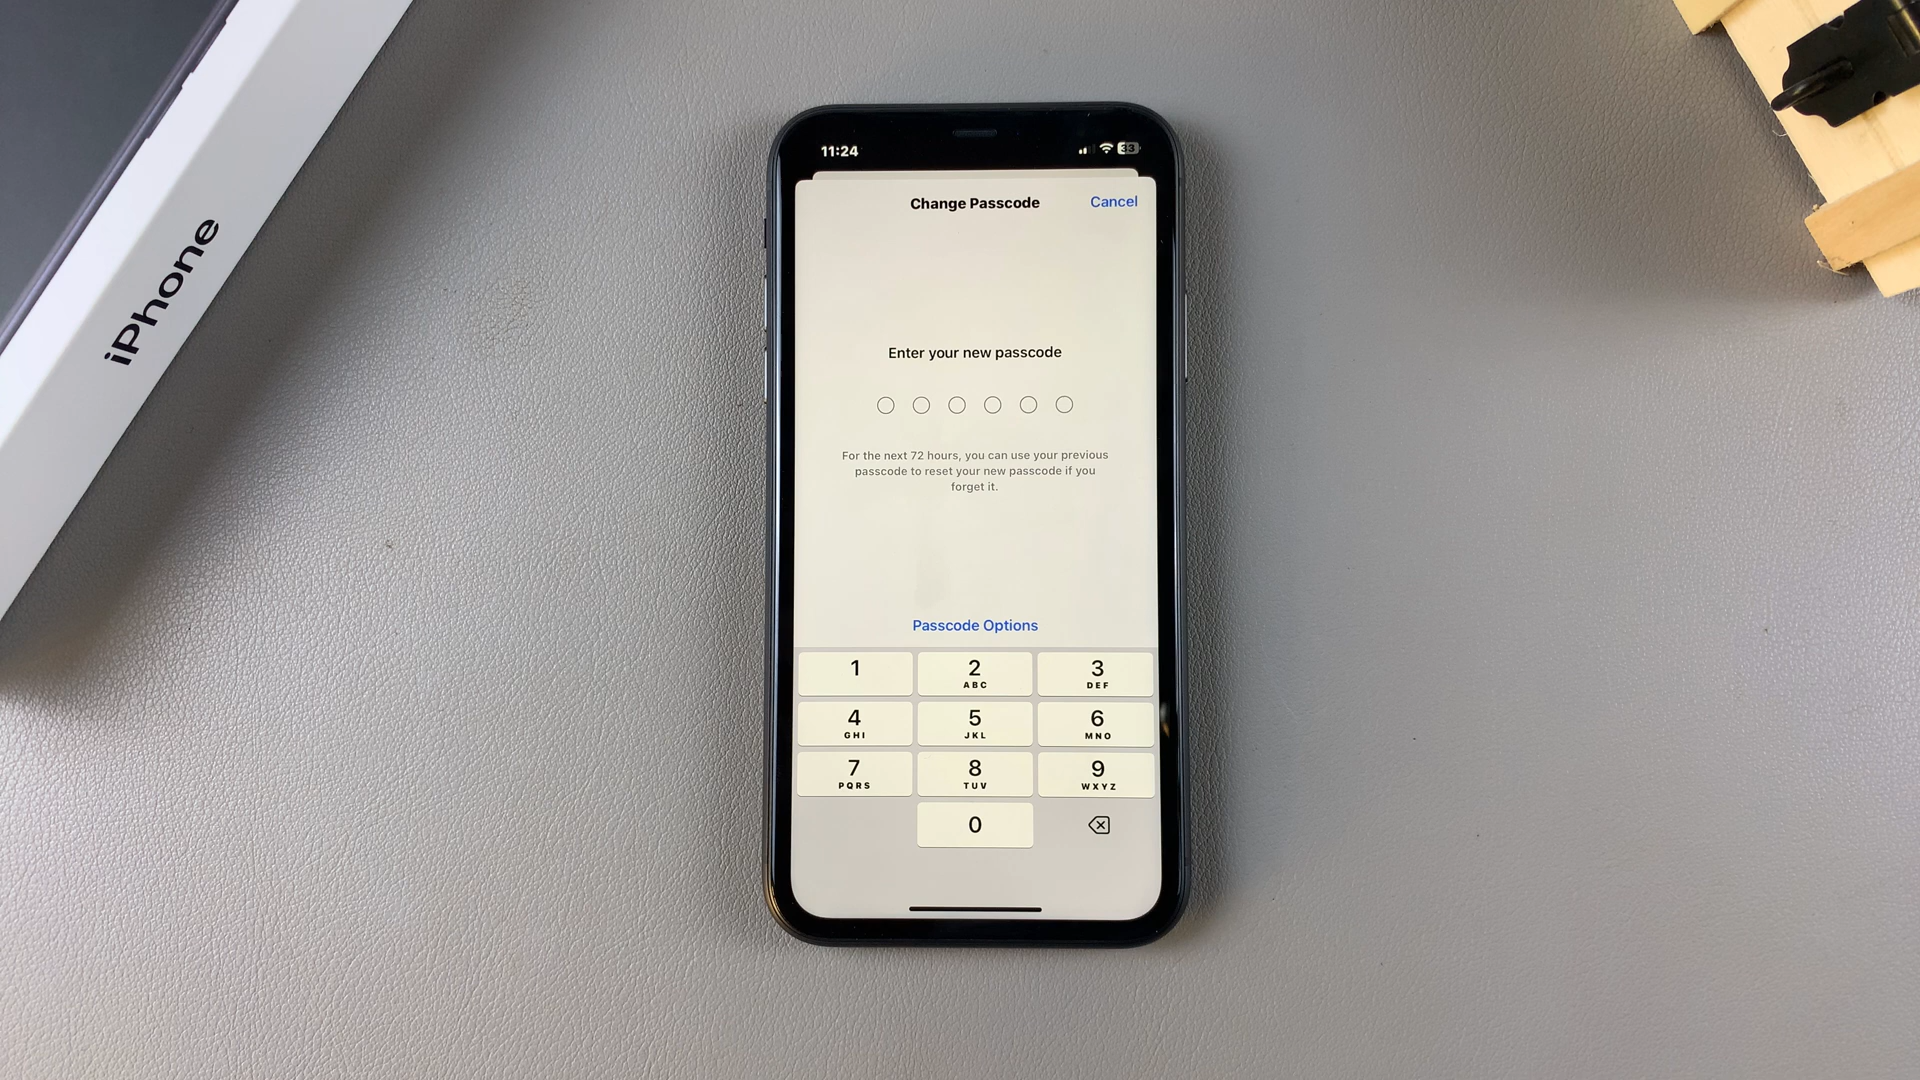 iPhone
11:24
33
Change Passcode
Cancel
Enter your new passcode
For the next 72 hours, you can use your previous
passcode to reset your new passcode if you
forget it.
Passcode Options
1
2
3
ABC
DEF
4
5
6
GHI
JKL
MNO
7
8
9
PQRS
TUV
WXYZ
0